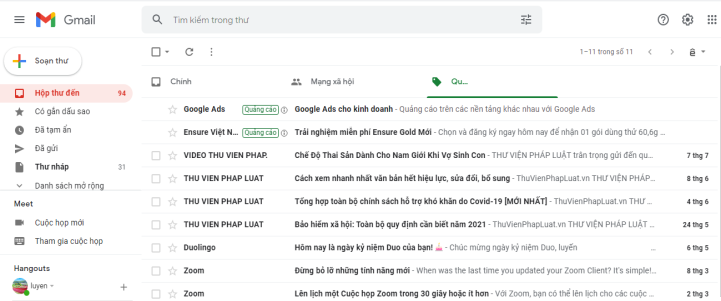 Gmail
Tìm kiếm trong thư
Soạn thư
1–11 trong số 11
Hộp thư đến 94
Có gắn dấu sao
Đã tạm ẩn
Đã gửi
Thư nháp 31
Danh sách mở rộng
Meet
Cuộc họp mới
Tham gia cuộc họp
Hangouts
luyen
Chính
Mạng xã hội
Qu...
Google Ads Quảng cáo Google Ads cho kinh doanh - Quảng cáo trên các nền tảng khác nhau với Google Ads
Ensure Việt N... Quảng cáo Trải nghiệm miễn phí Ensure Gold Mới - Chọn và đăng ký ngay hôm nay để nhận 01 gói dùng thử 60,6g ...
VIDEO THU VIEN PHAP. Chế Độ Thai Sản Dành Cho Nam Giới Khi Vợ Sinh Con - THƯ VIỆN PHÁP LUẬT trân trọng gửi đến qu... 7 thg 7
THU VIEN PHAP LUAT Cách xem nhanh nhất văn bản hết hiệu lực, sửa đổi, bổ sung - ThuVienPhapLuat.vn THƯ VIỆN PHÁP... 8 thg 6
THU VIEN PHAP LUAT Tổng hợp toàn bộ chính sách hỗ trợ khó khăn do Covid-19 [MỚI NHẤT] - ThuVienPhapLuat.vn THƯ ... 4 thg 6
THU VIEN PHAP LUAT Bảo hiểm xã hội: Toàn bộ quy định cần biết năm 2021 - ThuVienPhapLuat.vn THƯ VIỆN PHÁP LUẬT ... 24 thg 5
Duolingo Hôm nay là ngày kỷ niệm Duo của bạn! - Chúc mừng ngày kỷ niệm Duo, luyến ... 6 thg 5
Zoom Đừng bỏ lỡ những tính năng mới - When was the last time you updated your Zoom Client? It's simple!... 8 thg 3
Zoom Lên lịch một Cuộc họp Zoom trong 30 giây hoặc ít hơn - Với Zoom, bạn có thể lên lịch cho các cuộc ... 2 thg 3